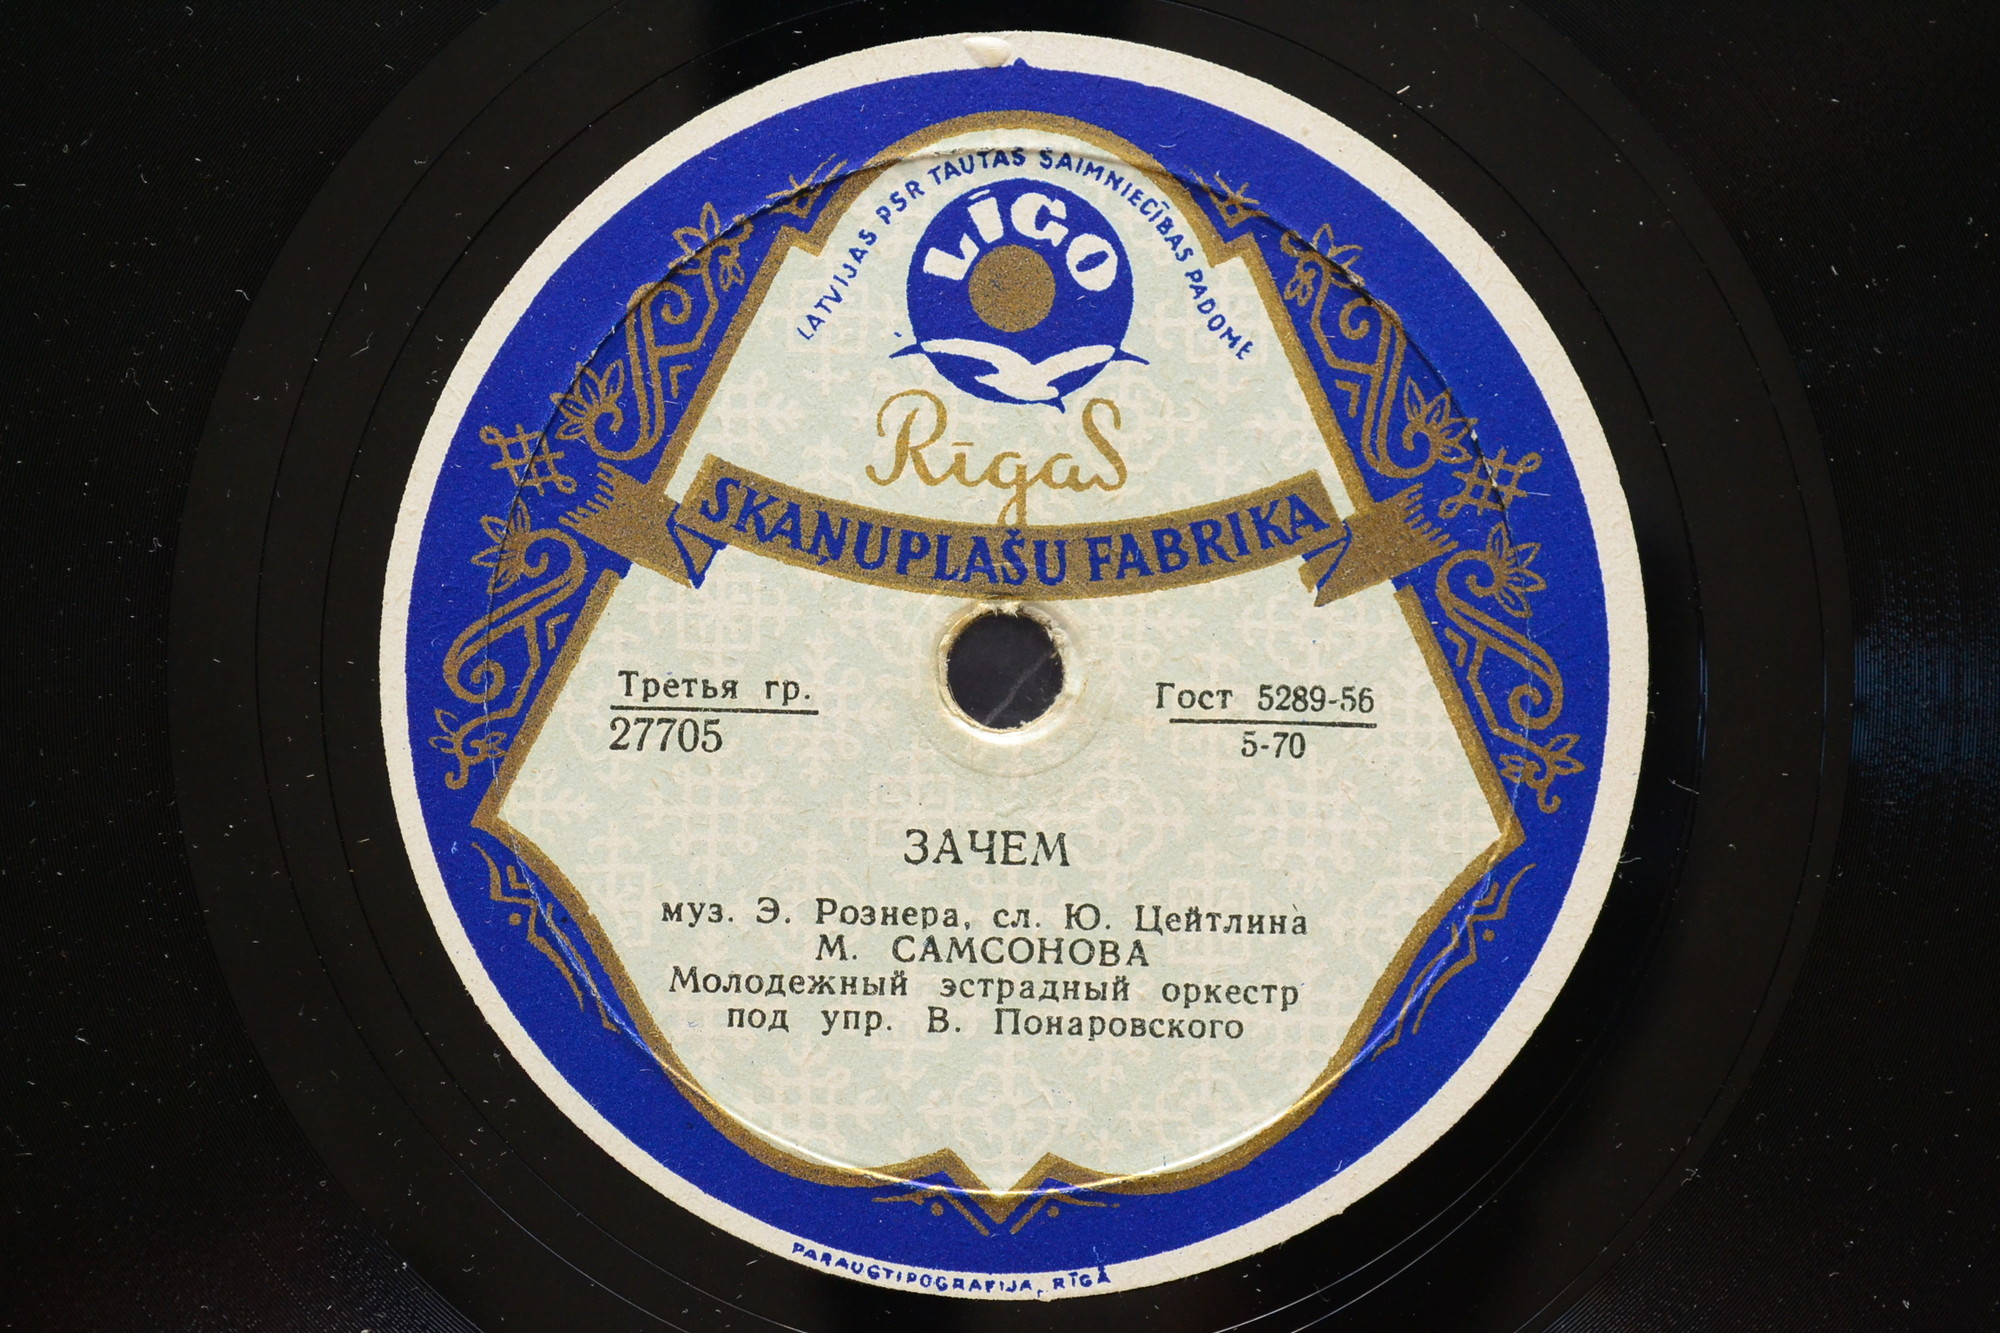 LATVIJAS PSR TAUTAS SAIMNIECĪBAS PADOME
LĪGO
Rīgas
SKAŅUPLAŠU FABRIKA
Третья гр.
27705
Гост 5289-56
5-70
ЗАЧЕМ
муз. Э. Рознера, сл. Ю. Цейтлина
М. САМСОНОВА
Молодежный эстрадный оркестр
под упр. В. Понаровского
PARAUGTIPOGRAFIJA, RĪGĀ